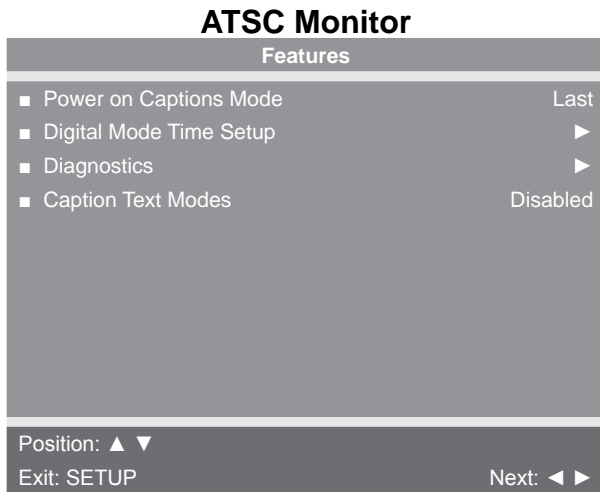 ATSC Monitor
Features
■ Power on Captions Mode Last
■ Digital Mode Time Setup ►
■ Diagnostics ►
■ Caption Text Modes Disabled
Position: ▲ ▼
Exit: SETUP Next: ◄ ►